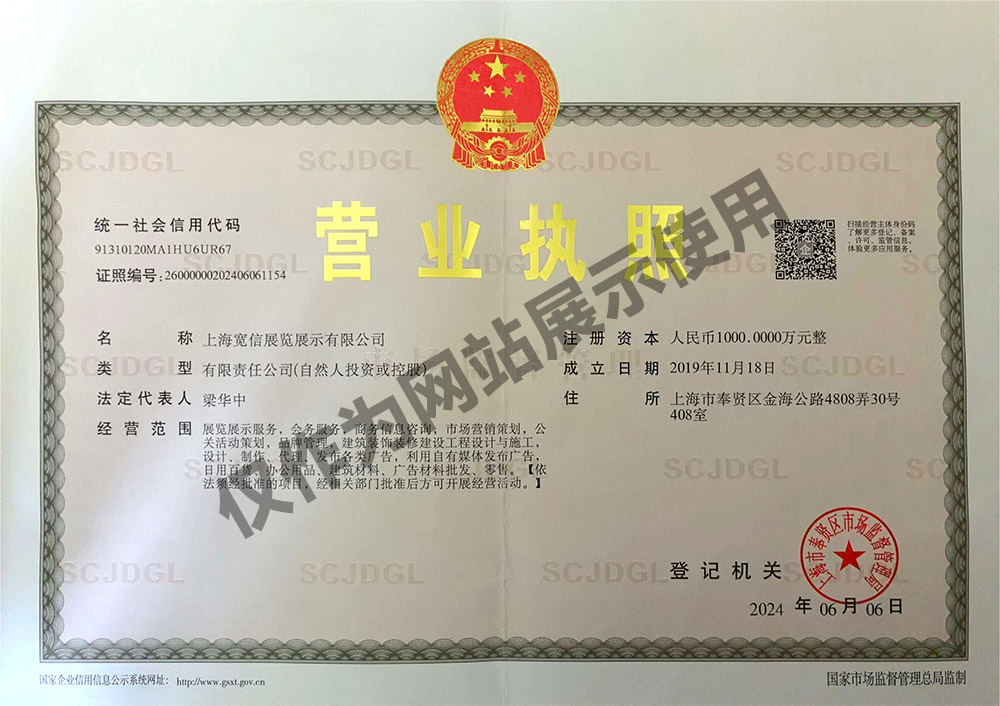 营业执照
统一社会信用代码
91310120MA1HU6UR67
证照编号：26000000202406061154
扫描经营主体身份码
了解更多登记、备案
、许可、监管信息，
体验更多应用服务。
名称 上海宽信展览展示有限公司
类型 有限责任公司(自然人投资或控股)
法定代表人 梁华中
经营范围 展览展示服务，会务服务，商务信息咨询，市场营销策划，公
关活动策划，品牌管理，建筑装饰装修建设工程设计与施工，
设计、制作、代理、发布各类广告，利用自有媒体发布广告，
日用百货、办公用品、建筑材料、广告材料批发、零售。【依
法须经批准的项目，经相关部门批准后方可开展经营活动。】
注册资本 人民币1000.0000万元整
成立日期 2019年11月18日
住所 上海市奉贤区金海公路4808弄30号
408室
仅作为网站展示使用
登记机关
上海市奉贤区市场监督管理局
2024年06月06日
国家企业信用信息公示系统网址： http://www.gsxt.gov.cn
国家市场监督管理总局监制
SCJDGL SCJDGL SCJDGL SCJDGL
SCJDGL SCJDGL
SCJDGL SCJDGL SCJDGL SCJDGL